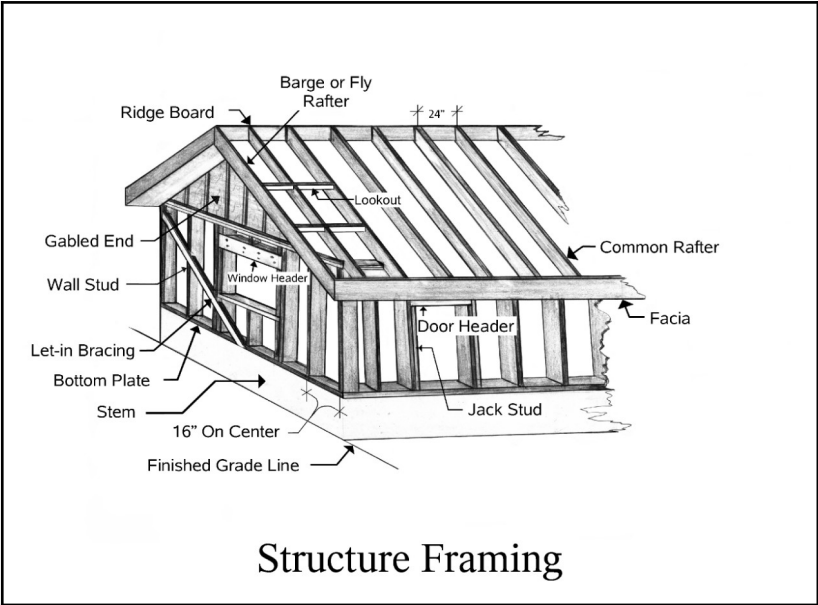 Barge or Fly
Rafter
Ridge Board
24"
Lookout
Gabled End
Common Rafter
Wall Stud
Window Header
Door Header
Facia
Let-in Bracing
Bottom Plate
Stem
Jack Stud
16" On Center
Finished Grade Line
Structure Framing